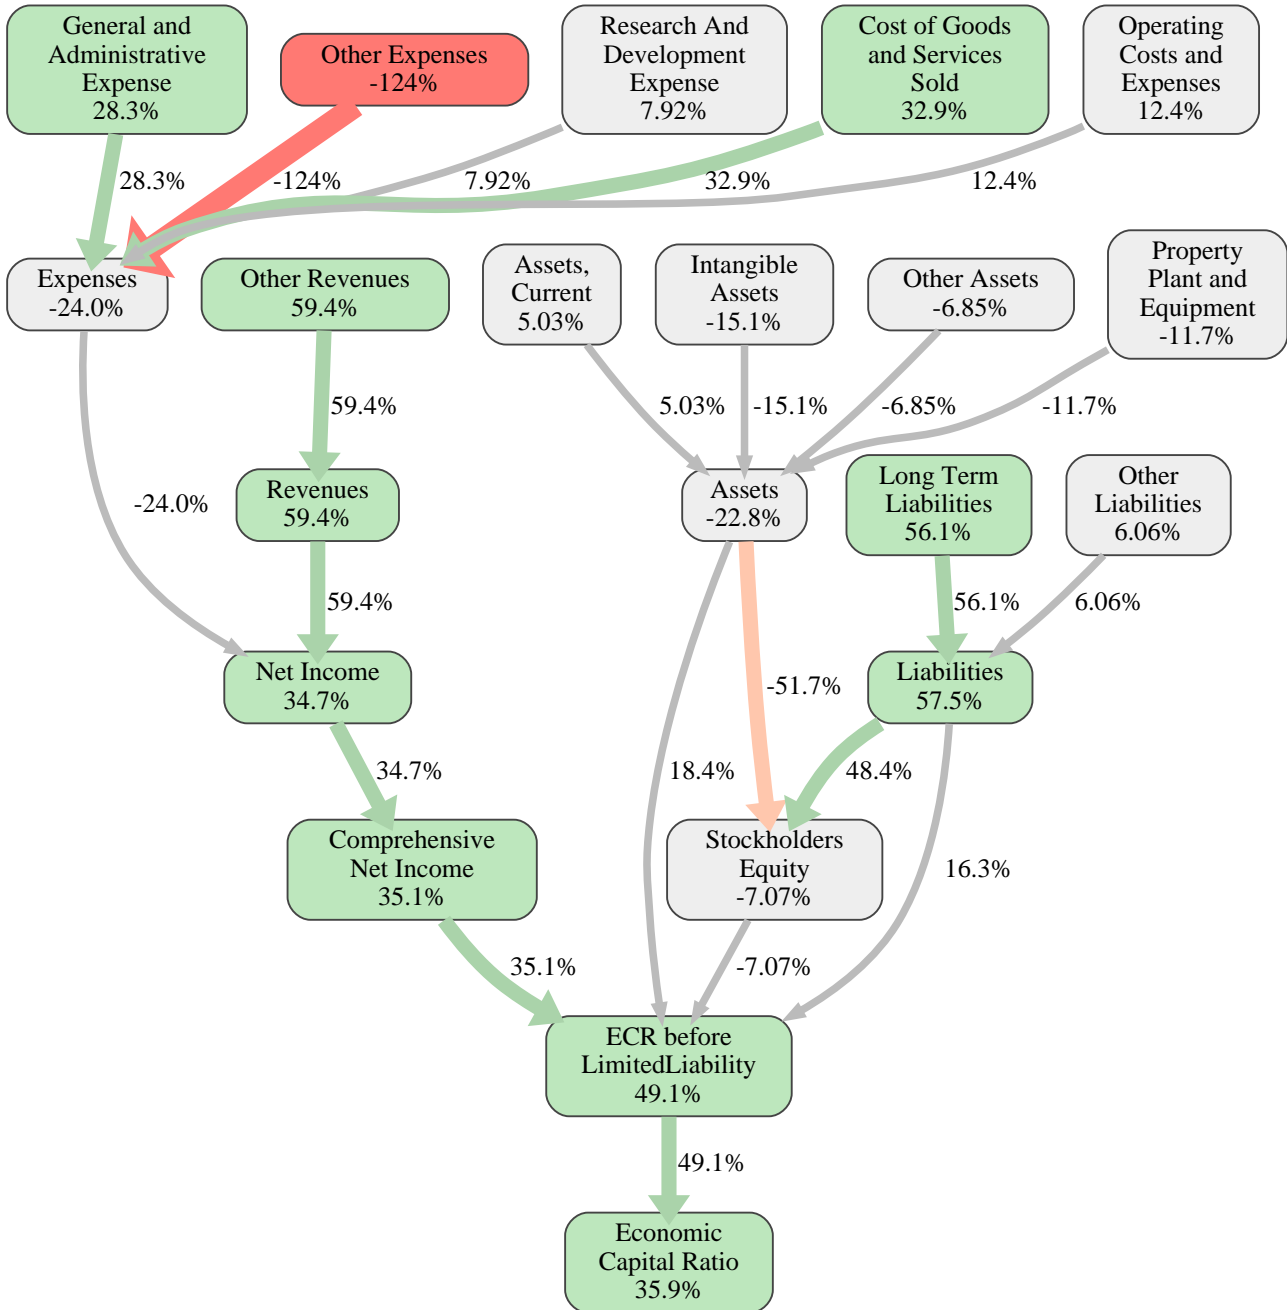 General and
Administrative
Expense
28.3%
Other Expenses
-124%
Research And
Development
Expense
7.92%
Cost of Goods
and Services
Sold
32.9%
Operating
Costs and
Expenses
12.4%
28.3%
-124%
7.92%
32.9%
12.4%
Expenses
-24.0%
Other Revenues
59.4%
Assets,
Current
5.03%
Intangible
Assets
-15.1%
Other Assets
-6.85%
Property
Plant and
Equipment
-11.7%
59.4%
5.03%
-15.1%
-6.85%
-11.7%
-24.0%
Revenues
59.4%
Assets
-22.8%
Long Term
Liabilities
56.1%
Other
Liabilities
6.06%
59.4%
56.1%
6.06%
Net Income
34.7%
-51.7%
Liabilities
57.5%
34.7%
18.4%
48.4%
Comprehensive
Net Income
35.1%
Stockholders
Equity
-7.07%
16.3%
35.1%
-7.07%
ECR before
LimitedLiability
49.1%
49.1%
Economic
Capital Ratio
35.9%